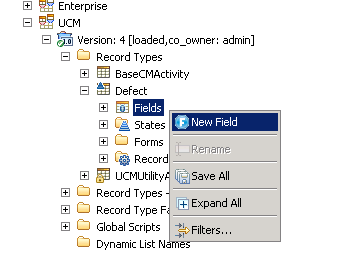 Enterprise
UCM
Version: 4 [loaded,co_owner: admin]
Record Types
BaseCMActivity
Defect
Fields
New Field
States
Forms
Rename
Record
UCMUtilityA
Save All
Record Types -
Expand All
Record Type Fa
Global Scripts
Filters...
Dynamic List Names